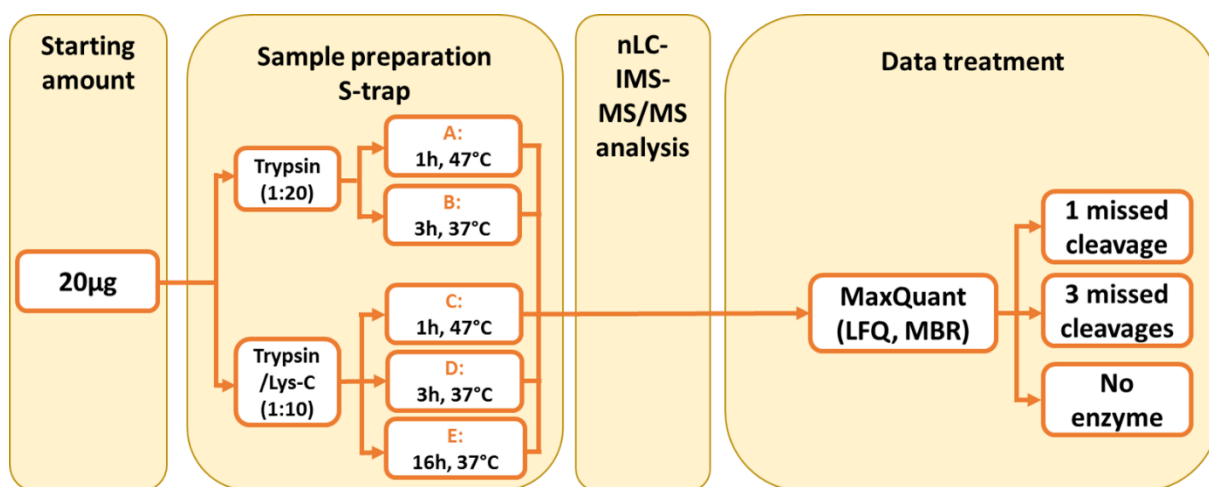 Starting
amount
20µg
Sample preparation
S-trap
Trypsin
(1:20)
A:
1h, 47°C
B:
3h, 37°C
Trypsin
/Lys-C
(1:10)
C:
1h, 47°C
D:
3h, 37°C
E:
16h, 37°C
nLC-
IMS-
MS/MS
analysis
Data treatment
MaxQuant
(LFQ, MBR)
1 missed
cleavage
3 missed
cleavages
No
enzyme